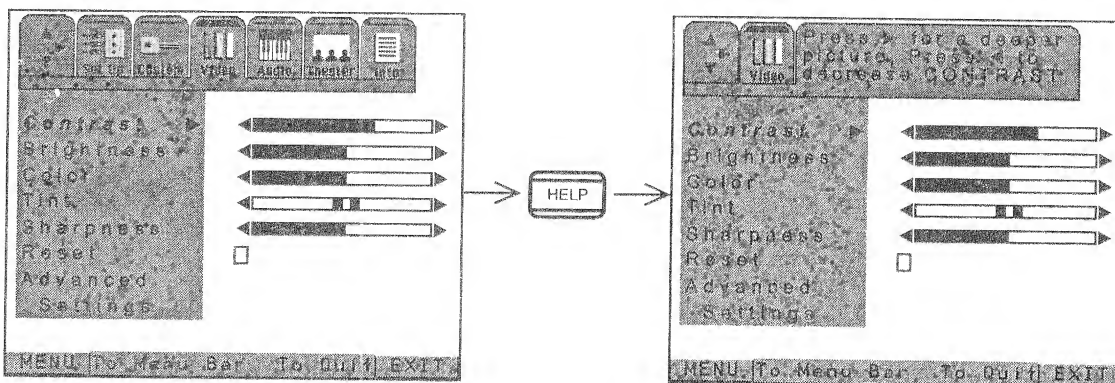 Set Up Custom Video Audio Theater Info
Contrast
Brightness
Color
Tint
Sharpness
Reset
Advanced
Settings
MENU To Menu Bar To Quit EXIT
HELP
Video
Press for a deeper
picture. Press to
decrease CONTRAST
Contrast
Brightness
Color
Tint
Sharpness
Reset
Advanced
Settings
MENU To Menu Bar To Quit EXIT